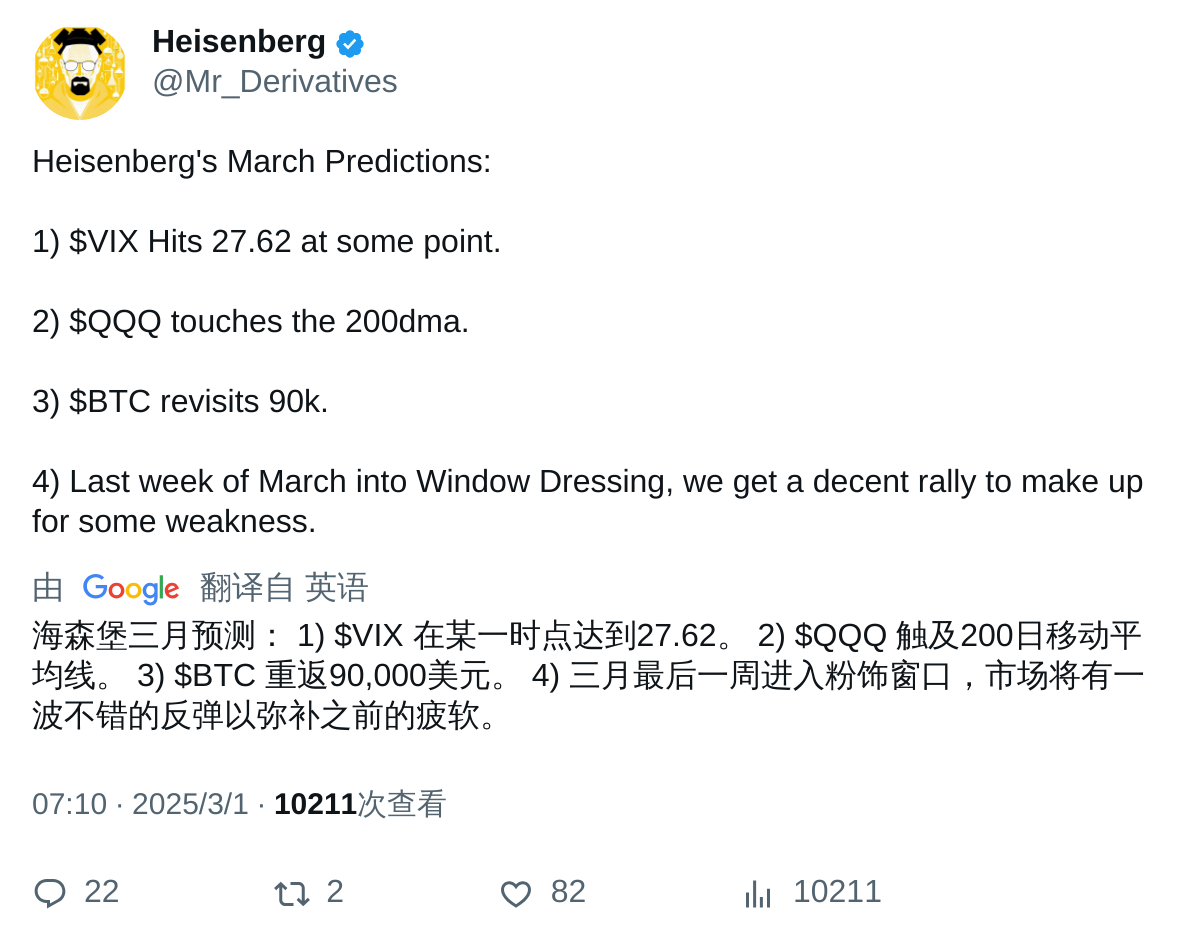 Heisenberg
@Mr_Derivatives
Heisenberg's March Predictions:
1) $VIX Hits 27.62 at some point.
2) $QQQ touches the 200dma.
3) $BTC revisits 90k.
4) Last week of March into Window Dressing, we get a decent rally to make up
for some weakness.
由 Google 翻译自 英语
海森堡三月预测： 1) $VIX 在某一时点达到27.62。 2) $QQQ 触及200日移动平
均线。 3) $BTC 重返90,000美元。 4) 三月最后一周进入粉饰窗口，市场将有一
波不错的反弹以弥补之前的疲软。
07:10 · 2025/3/1 · 10211次查看
22 2 82 10211